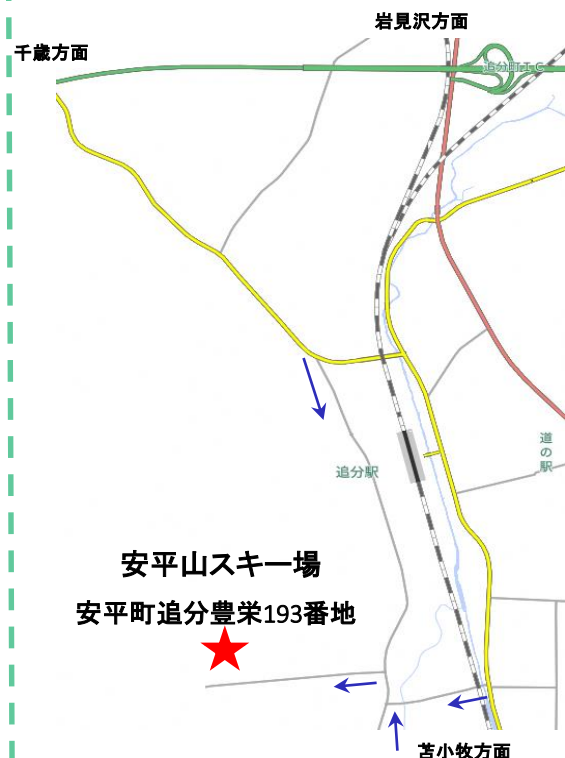 岩見沢方面
千歳方面
追分町IC
道の駅
追分駅
安平山スキー場
安平町追分豊栄193番地
苫小牧方面